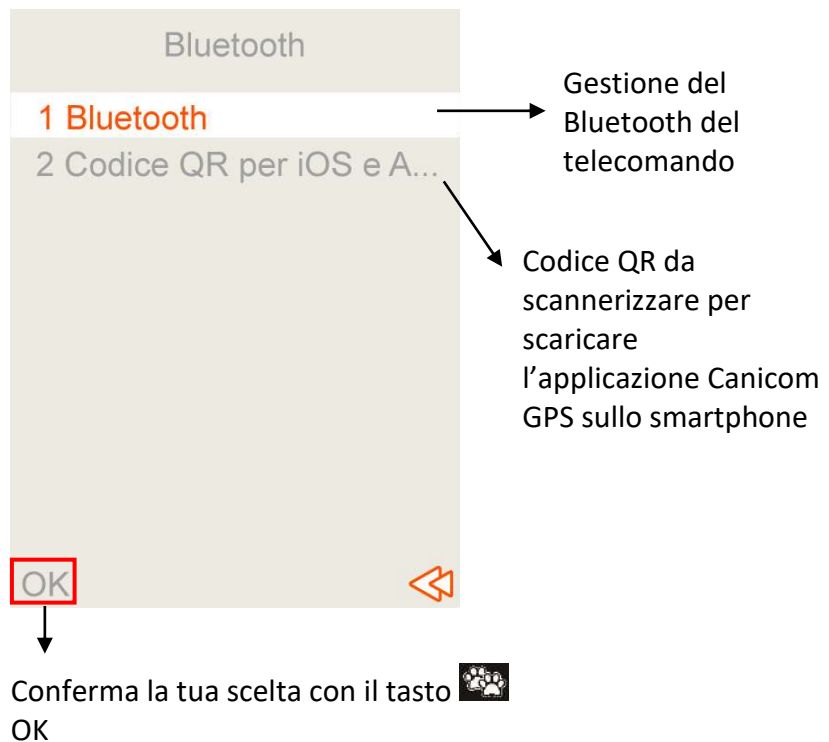 Bluetooth
1 Bluetooth
2 Codice QR per iOS e A...
Gestione del
Bluetooth del
telecomando
Codice QR da
scannerizzare per
scaricare
l’applicazione Canicom
GPS sullo smartphone
OK
Conferma la tua scelta con il tasto
OK